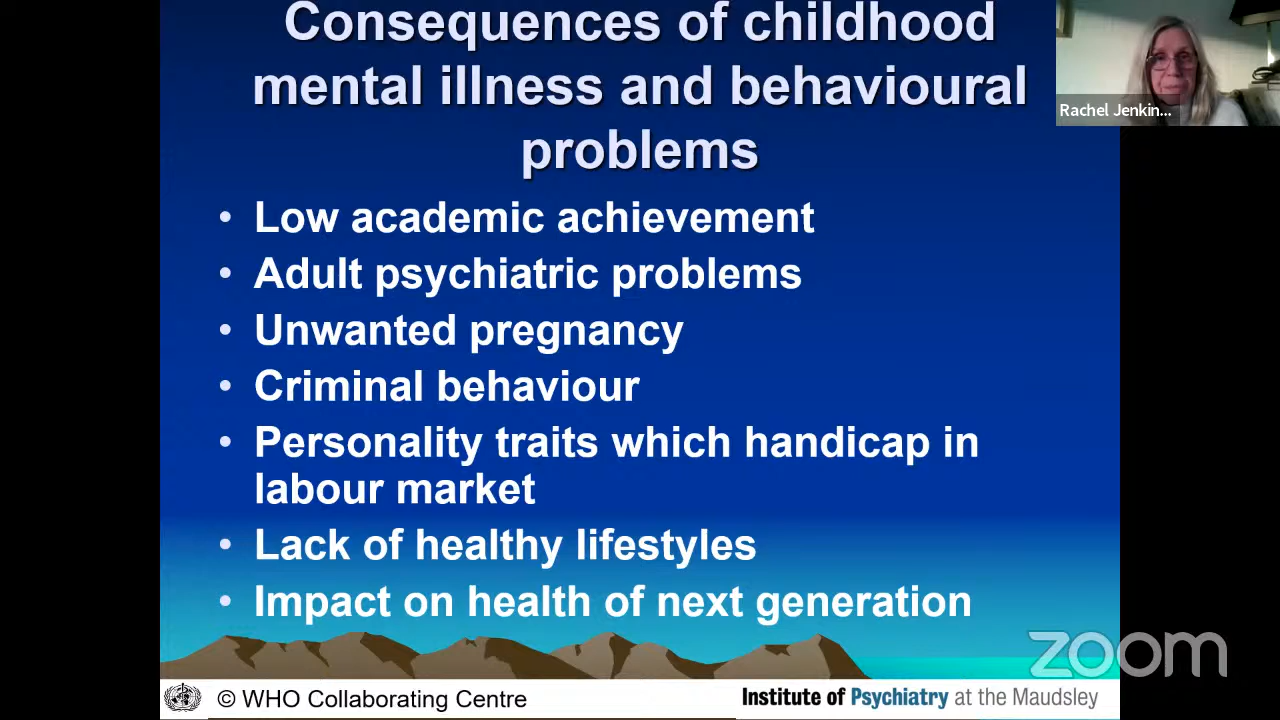 Consequences of childhood
mental illness and behavioural
problems
Rachel Jenkin...
• Low academic achievement
• Adult psychiatric problems
• Unwanted pregnancy
• Criminal behaviour
• Personality traits which handicap in
labour market
• Lack of healthy lifestyles
• Impact on health of next generation
zoom
© WHO Collaborating Centre
Institute of Psychiatry at the Maudsley